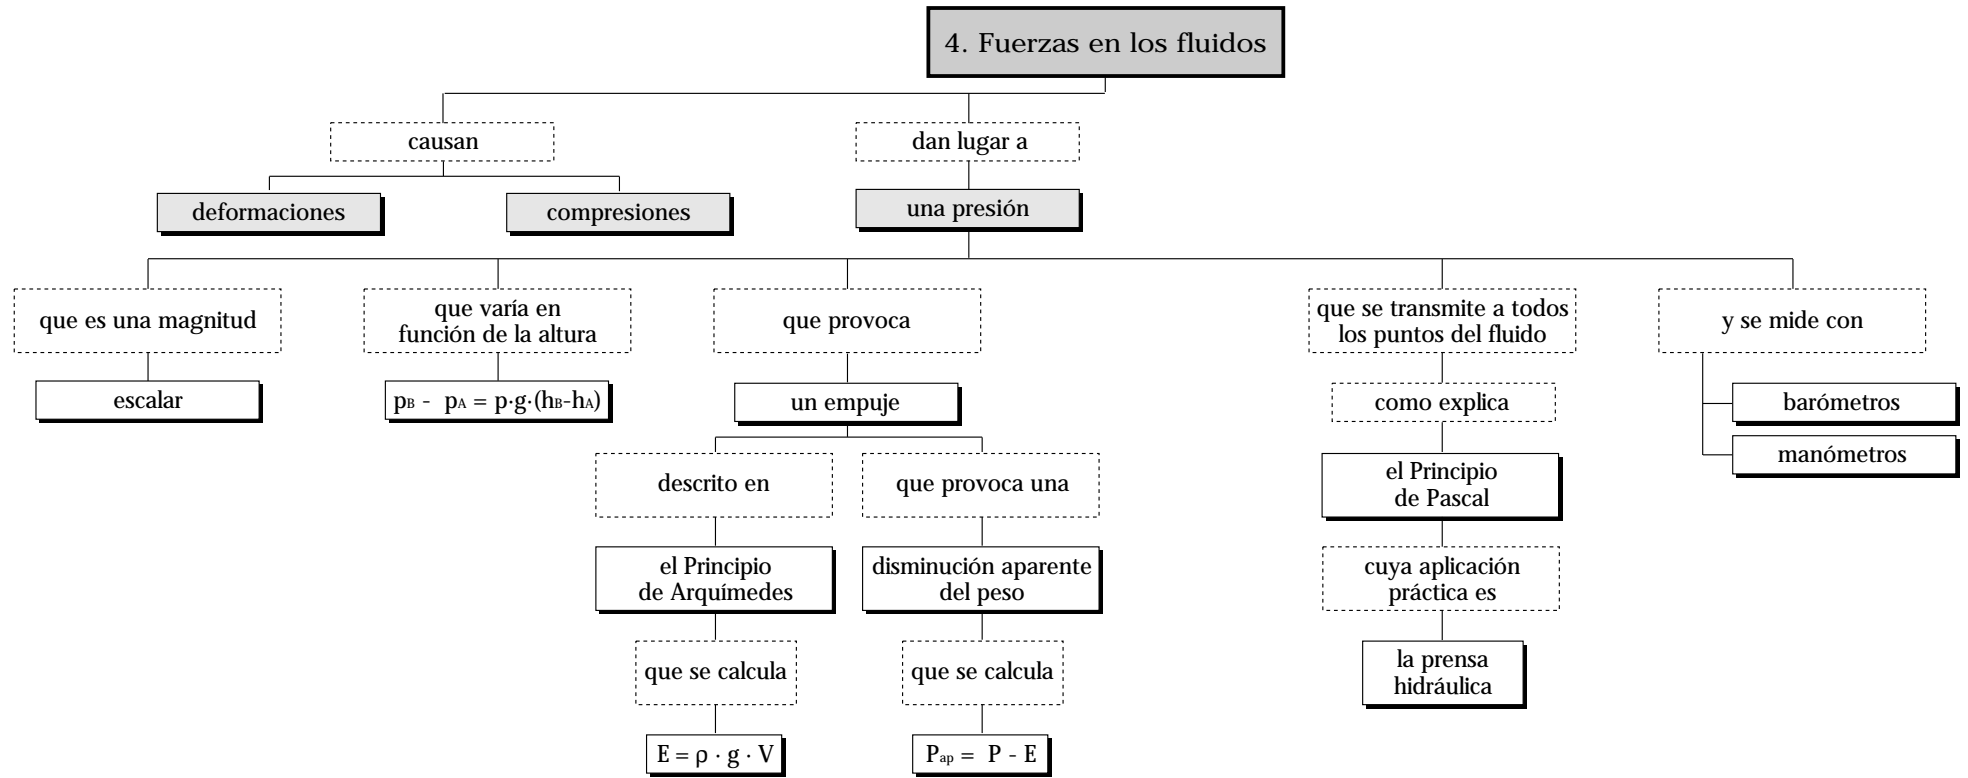 4. Fuerzas en los fluidos
causan
dan lugar a
deformaciones
compresiones
una presión
que es una magnitud
que varía en
función de la altura
que provoca
que se transmite a todos
los puntos del fluido
y se mide con
escalar
pB - pA = p·g·(hB-hA)
un empuje
como explica
barómetros
manómetros
descrito en
que provoca una
el Principio
de Pascal
el Principio
de Arquímedes
disminución aparente
del peso
cuya aplicación
práctica es
que se calcula
que se calcula
la prensa
hidráulica
E = ρ · g · V
Pap = P - E